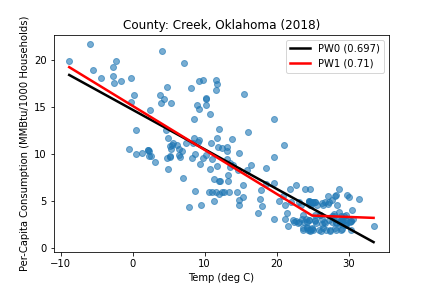 County: Creek, Oklahoma (2018)
PW0 (0.697)
PW1 (0.71)
Per-Capita Consumption (MMBtu/1000 Households)
20
15
10
5
0
−10 0 10 20 30
Temp (deg C)